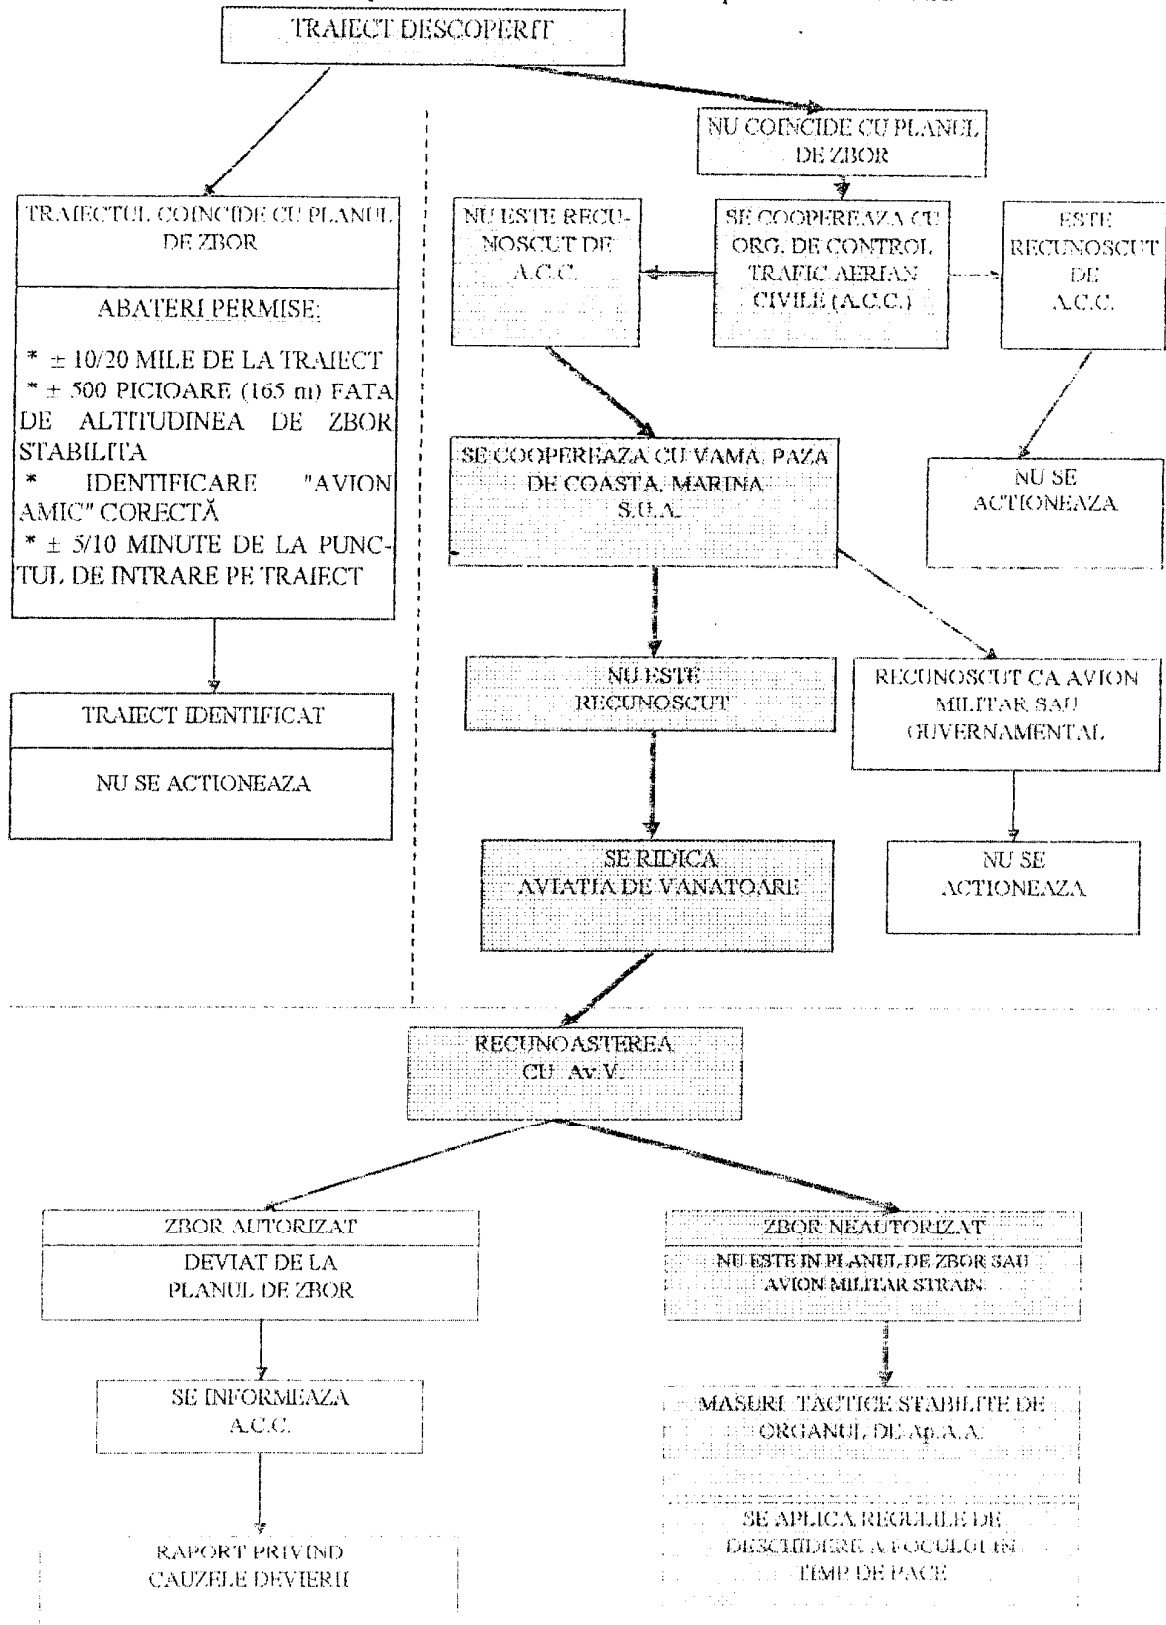 TRAIECT DESCOPERIT
NU COINCIDE CU PLANUL
DE ZBOR
TRAIECTUL COINCIDE CU PLANUL
DE ZBOR
ABATERI PERMISE:
* ± 10/20 MILE DE LA TRAIECT
* ± 500 PICIOARE (165 m) FATA
DE ALTITUDINEA DE ZBOR
STABILITA
* IDENTIFICARE "AVION
AMIC" CORECTĂ
* ± 5/10 MINUTE DE LA PUNC-
TUL DE INTRARE PE TRAIECT
TRAIECT IDENTIFICAT
NU SE ACTIONEAZA
NU ESTE RECU-
NOSCUT DE
A.C.C.
SE COOPEREAZA CU
ORG. DE CONTROL
TRAFIC AERIAN
CIVILE (A.C.C.)
ESTE
RECUNOSCUT
DE
A.C.C.
SE COOPEREAZA CU VAMA, PAZA
DE COASTA, MARINA
S.U.A.
NU SE
ACTIONEAZA
NU ESTE
RECUNOSCUT
RECUNOSCUT CA AVION
MILITAR SAU
GUVERNAMENTAL
SE RIDICA
AVIATIA DE VANATOARE
NU SE
ACTIONEAZA
RECUNOASTEREA
CU Av.V.
ZBOR AUTORIZAT
DEVIAT DE LA
PLANUL DE ZBOR
SE INFORMEAZA
A.C.C.
RAPORT PRIVIND
CAUZELE DEVIERII
ZBOR NEAUTORIZAT
NU ESTE IN PLANUL DE ZBOR SAU
AVION MILITAR STRAIN
MASURI TACTICE STABILITE DE
ORGANUL DE Ap.A.A.
SE APLICA REGULILE DE
DESCHIDERE A FOCULUI IN
TIMP DE PACE